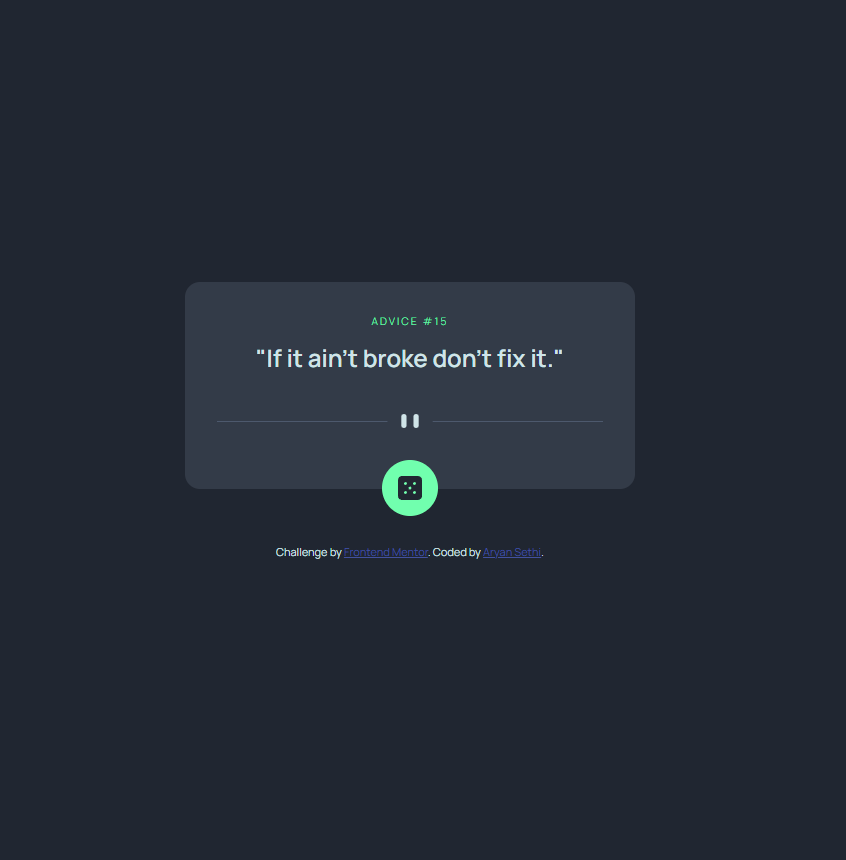 ADVICE #15
"If it ain't broke don't fix it."
Challenge by Frontend Mentor. Coded by Aryan Sethi.